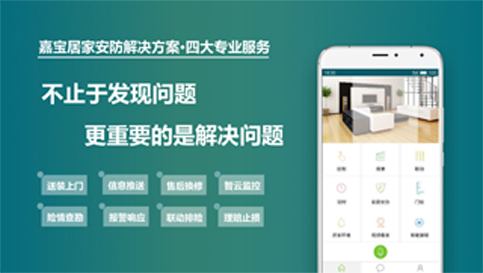 嘉宝居家安防解决方案·四大专业服务
不止于发现问题
更重要的是解决问题
送装上门 信息推送 售后换修 智云监控
险情查勘 报警响应 联动排险 理赔止损